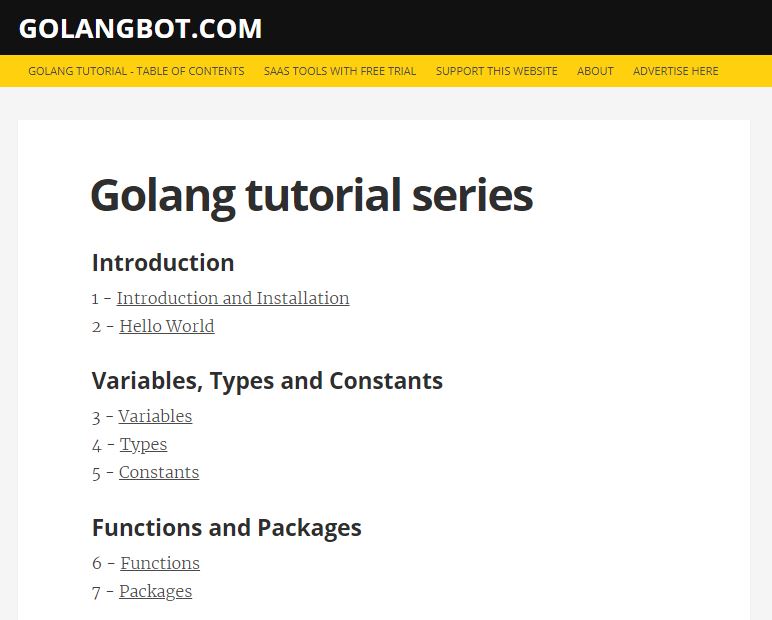 GOLANGBOT.COM
GOLANG TUTORIAL - TABLE OF CONTENTS SAAS TOOLS WITH FREE TRIAL SUPPORT THIS WEBSITE ABOUT ADVERTISE HERE
Golang tutorial series
Introduction
1 - Introduction and Installation
2 - Hello World
Variables, Types and Constants
3 - Variables
4 - Types
5 - Constants
Functions and Packages
6 - Functions
7 - Packages